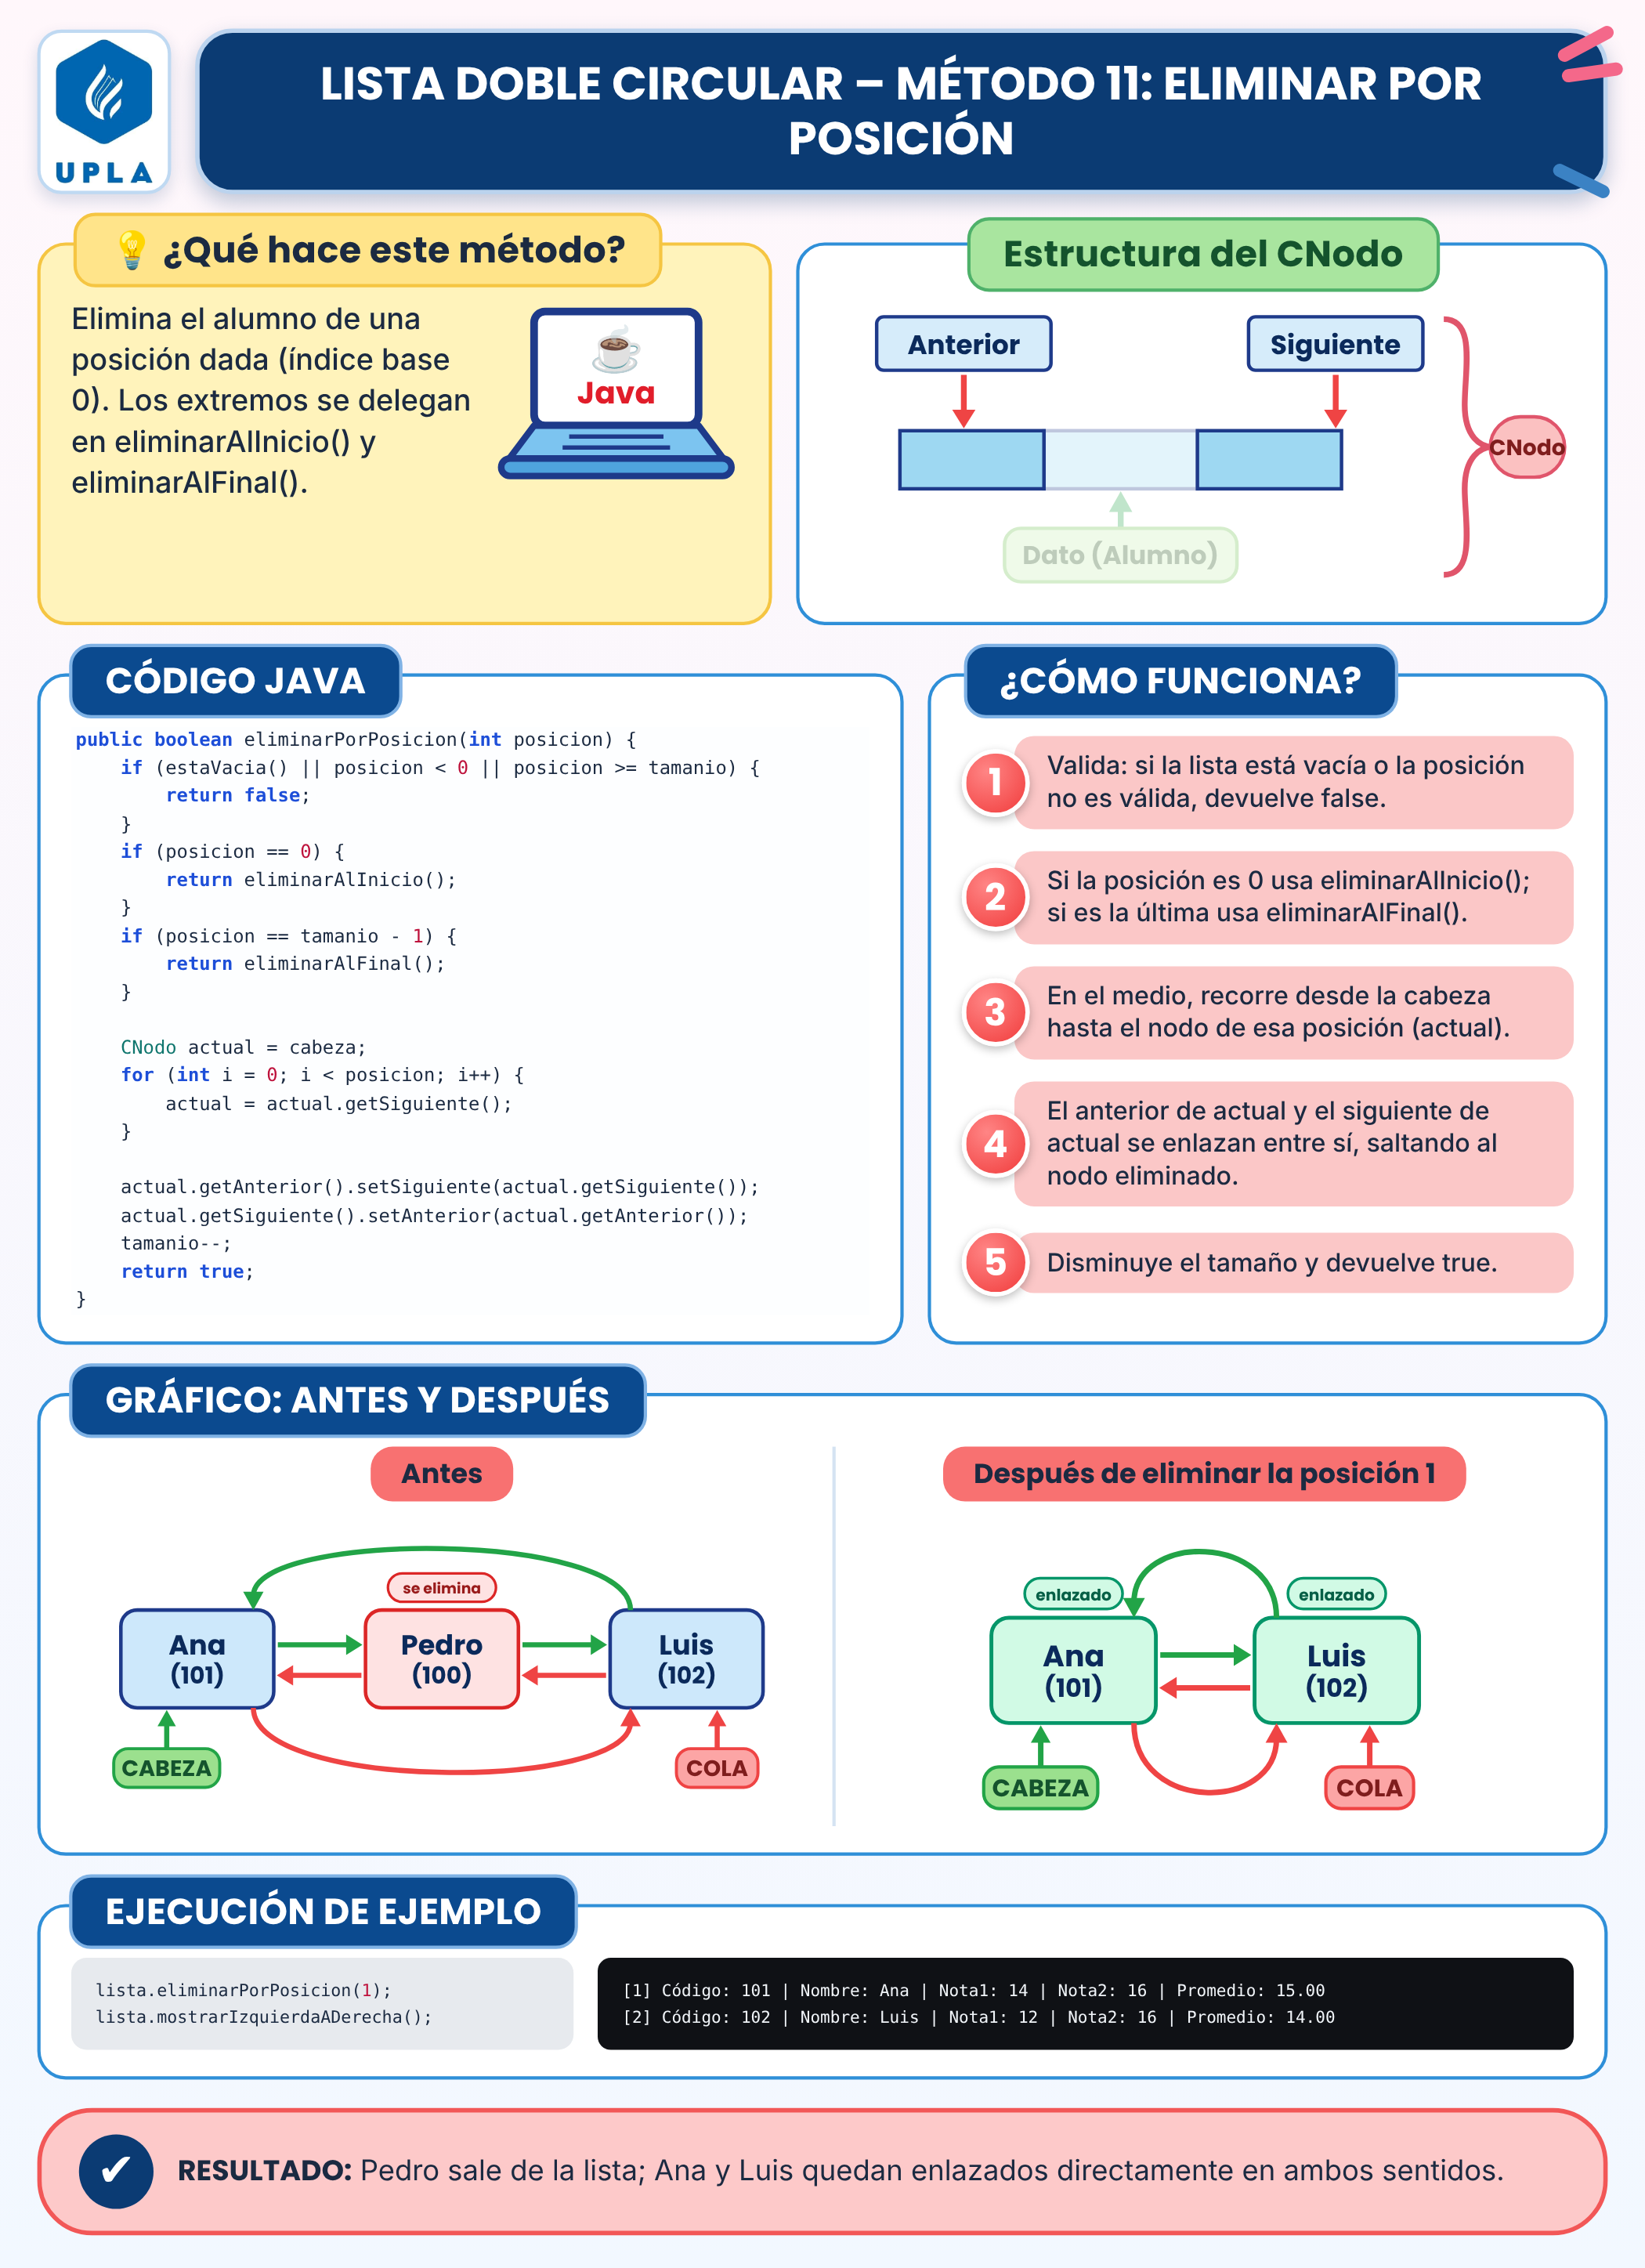 UPLA
LISTA DOBLE CIRCULAR – MÉTODO 11: ELIMINAR POR
POSICIÓN
¿Qué hace este método?
Elimina el alumno de una
posición dada (índice base
0). Los extremos se delegan
en eliminarAlInicio() y
eliminarAlFinal().
Java
Estructura del CNodo
Anterior
Siguiente
CNodo
Dato (Alumno)
CÓDIGO JAVA
public boolean eliminarPorPosicion(int posicion) {
    if (estaVacia() || posicion < 0 || posicion >= tamanio) {
        return false;
    }
    if (posicion == 0) {
        return eliminarAlInicio();
    }
    if (posicion == tamanio - 1) {
        return eliminarAlFinal();
    }
    CNodo actual = cabeza;
    for (int i = 0; i < posicion; i++) {
        actual = actual.getSiguiente();
    }
    actual.getAnterior().setSiguiente(actual.getSiguiente());
    actual.getSiguiente().setAnterior(actual.getAnterior());
    tamanio--;
    return true;
}
¿CÓMO FUNCIONA?
1
Valida: si la lista está vacía o la posición
no es válida, devuelve false.
2
Si la posición es 0 usa eliminarAlInicio();
si es la última usa eliminarAlFinal().
3
En el medio, recorre desde la cabeza
hasta el nodo de esa posición (actual).
4
El anterior de actual y el siguiente de
actual se enlazan entre sí, saltando al
nodo eliminado.
5
Disminuye el tamaño y devuelve true.
GRÁFICO: ANTES Y DESPUÉS
Antes
se elimina
Ana
(101)
Pedro
(100)
Luis
(102)
CABEZA
COLA
Después de eliminar la posición 1
enlazado
enlazado
Ana
(101)
Luis
(102)
CABEZA
COLA
EJECUCIÓN DE EJEMPLO
lista.eliminarPorPosicion(1);
lista.mostrarIzquierdaADerecha();
[1] Código: 101 | Nombre: Ana | Nota1: 14 | Nota2: 16 | Promedio: 15.00
[2] Código: 102 | Nombre: Luis | Nota1: 12 | Nota2: 16 | Promedio: 14.00
RESULTADO: Pedro sale de la lista; Ana y Luis quedan enlazados directamente en ambos sentidos.